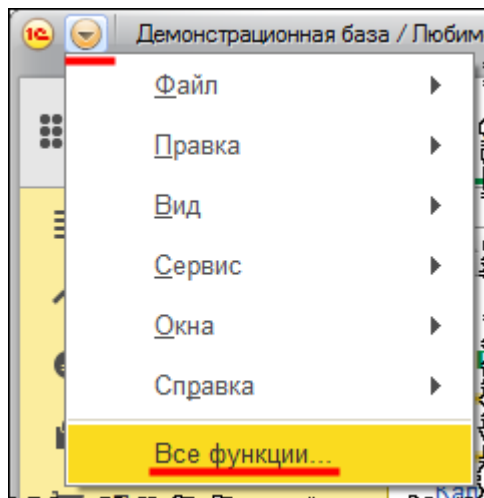 1С Демонстрационная база / Любим
Файл
Правка
Вид
Сервис
Окна
Справка
Все функции...